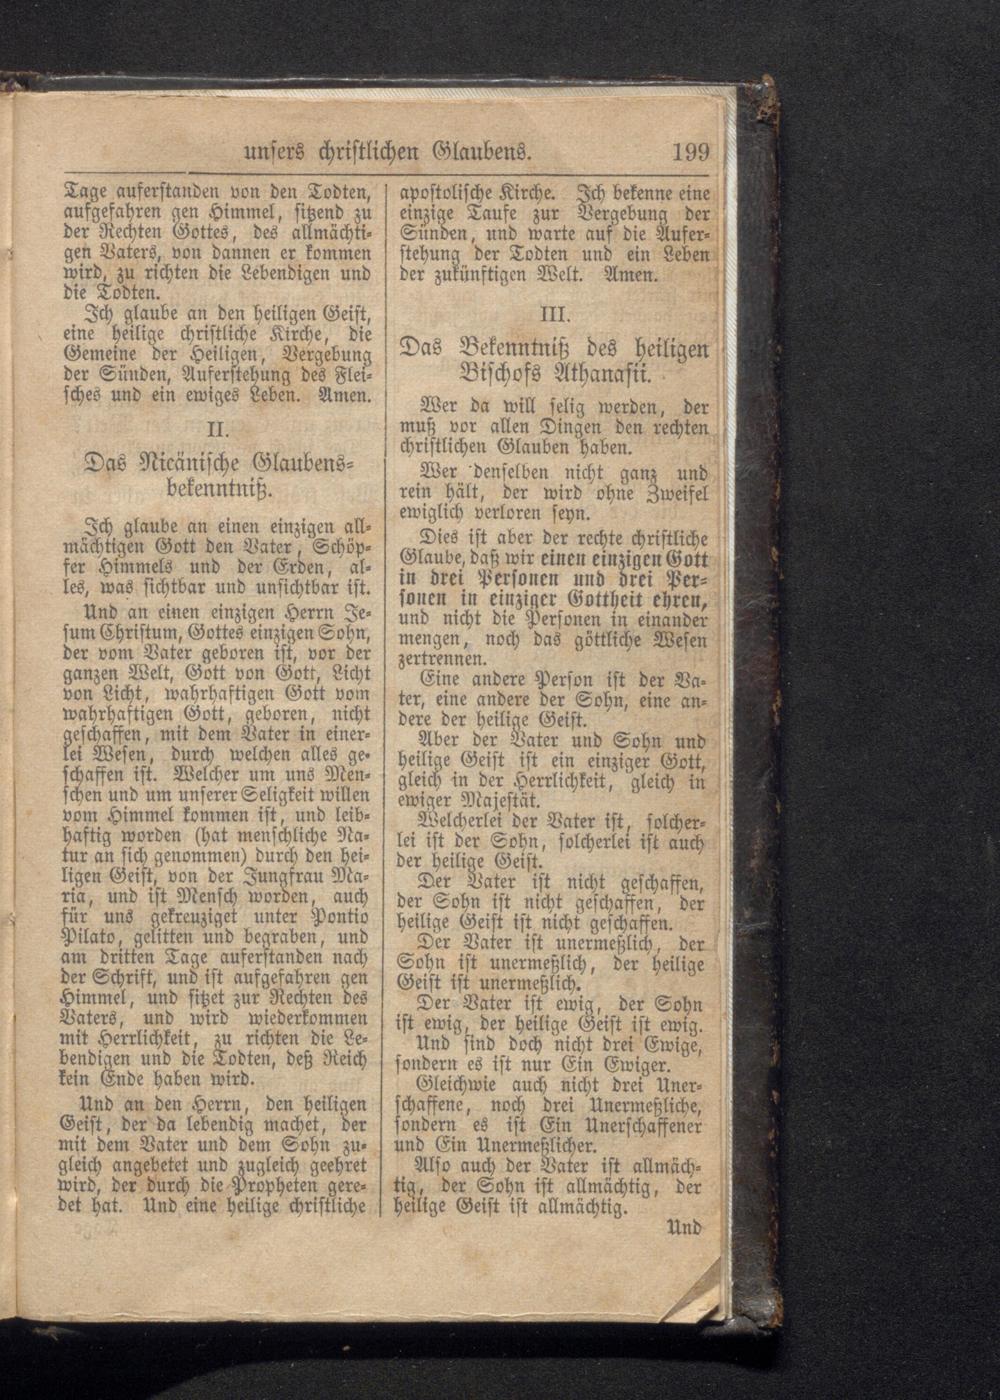 unsers christlichen Glaubens. 199
Tage auferstanden von den Todten,
aufgefahren gen Himmel, sitzend zu
der Rechten Gottes, des allmächti-
gen Vaters, von dannen er kommen
wird, zu richten die Lebendigen und
die Todten.
Ich glaube an den heiligen Geist,
eine heilige christliche Kirche, die
Gemeine der Heiligen, Vergebung
der Sünden, Auferstehung des Flei-
sches und ein ewiges Leben. Amen.
II.
Das Nicänische Glaubens-
bekenntniß.
Ich glaube an einen einzigen all-
mächtigen Gott den Vater, Schöp-
fer Himmels und der Erden, al-
les, was sichtbar und unsichtbar ist.
Und an einen einzigen Herrn Je-
sum Christum, Gottes einzigen Sohn,
der vom Vater geboren ist, vor der
ganzen Welt, Gott von Gott, Licht
von Licht, wahrhaftigen Gott vom
wahrhaftigen Gott, geboren, nicht
geschaffen, mit dem Vater in einer-
lei Wesen, durch welchen alles ge-
schaffen ist. Welcher um uns Men-
schen und um unserer Seligkeit willen
vom Himmel kommen ist, und leib-
haftig worden (hat menschliche Na-
tur an sich genommen) durch den hei-
ligen Geist, von der Jungfrau Ma-
ria, und ist Mensch worden, auch
für uns gekreuziget unter Pontio
Pilato, gelitten und begraben, und
am dritten Tage auferstanden nach
der Schrift, und ist aufgefahren gen
Himmel, und sitzet zur Rechten des
Vaters, und wird wiederkommen
mit Herrlichkeit, zu richten die Le-
bendigen und die Todten, deß Reich
kein Ende haben wird.
Und an den Herrn, den heiligen
Geist, der da lebendig machet, der
mit dem Vater und dem Sohn zu-
gleich angebetet und zugleich geehret
wird, der durch die Propheten gere-
det hat. Und eine heilige christliche
apostolische Kirche. Ich bekenne eine
einzige Taufe zur Vergebung der
Sünden, und warte auf die Aufer-
stehung der Todten und ein Leben
der zukünftigen Welt. Amen.
III.
Das Bekenntniß des heiligen
Bischofs Athanasii.
Wer da will selig werden, der
muß vor allen Dingen den rechten
christlichen Glauben haben.
Wer denselben nicht ganz und
rein hält, der wird ohne Zweifel
ewiglich verloren seyn.
Dies ist aber der rechte christliche
Glaube, daß wir einen einzigen Gott
in drei Personen und drei Per-
sonen in einziger Gottheit ehren,
und nicht die Personen in einander
mengen, noch das göttliche Wesen
zertrennen.
Eine andere Person ist der Va-
ter, eine andere der Sohn, eine an-
dere der heilige Geist.
Aber der Vater und Sohn und
heilige Geist ist ein einziger Gott,
gleich in der Herrlichkeit, gleich in
ewiger Majestät.
Welcherlei der Vater ist, solcher-
lei ist der Sohn, solcherlei ist auch
der heilige Geist.
Der Vater ist nicht geschaffen,
der Sohn ist nicht geschaffen, der
heilige Geist ist nicht geschaffen.
Der Vater ist unermeßlich, der
Sohn ist unermeßlich, der heilige
Geist ist unermeßlich.
Der Vater ist ewig, der Sohn
ist ewig, der heilige Geist ist ewig.
Und sind doch nicht drei Ewige,
sondern es ist nur Ein Ewiger.
Gleichwie auch nicht drei Uner-
schaffene, noch drei Unermeßliche,
sondern es ist Ein Unerschaffener
und Ein Unermeßlicher.
Also auch der Vater ist allmäch-
tig, der Sohn ist allmächtig, der
heilige Geist ist allmächtig.
Und